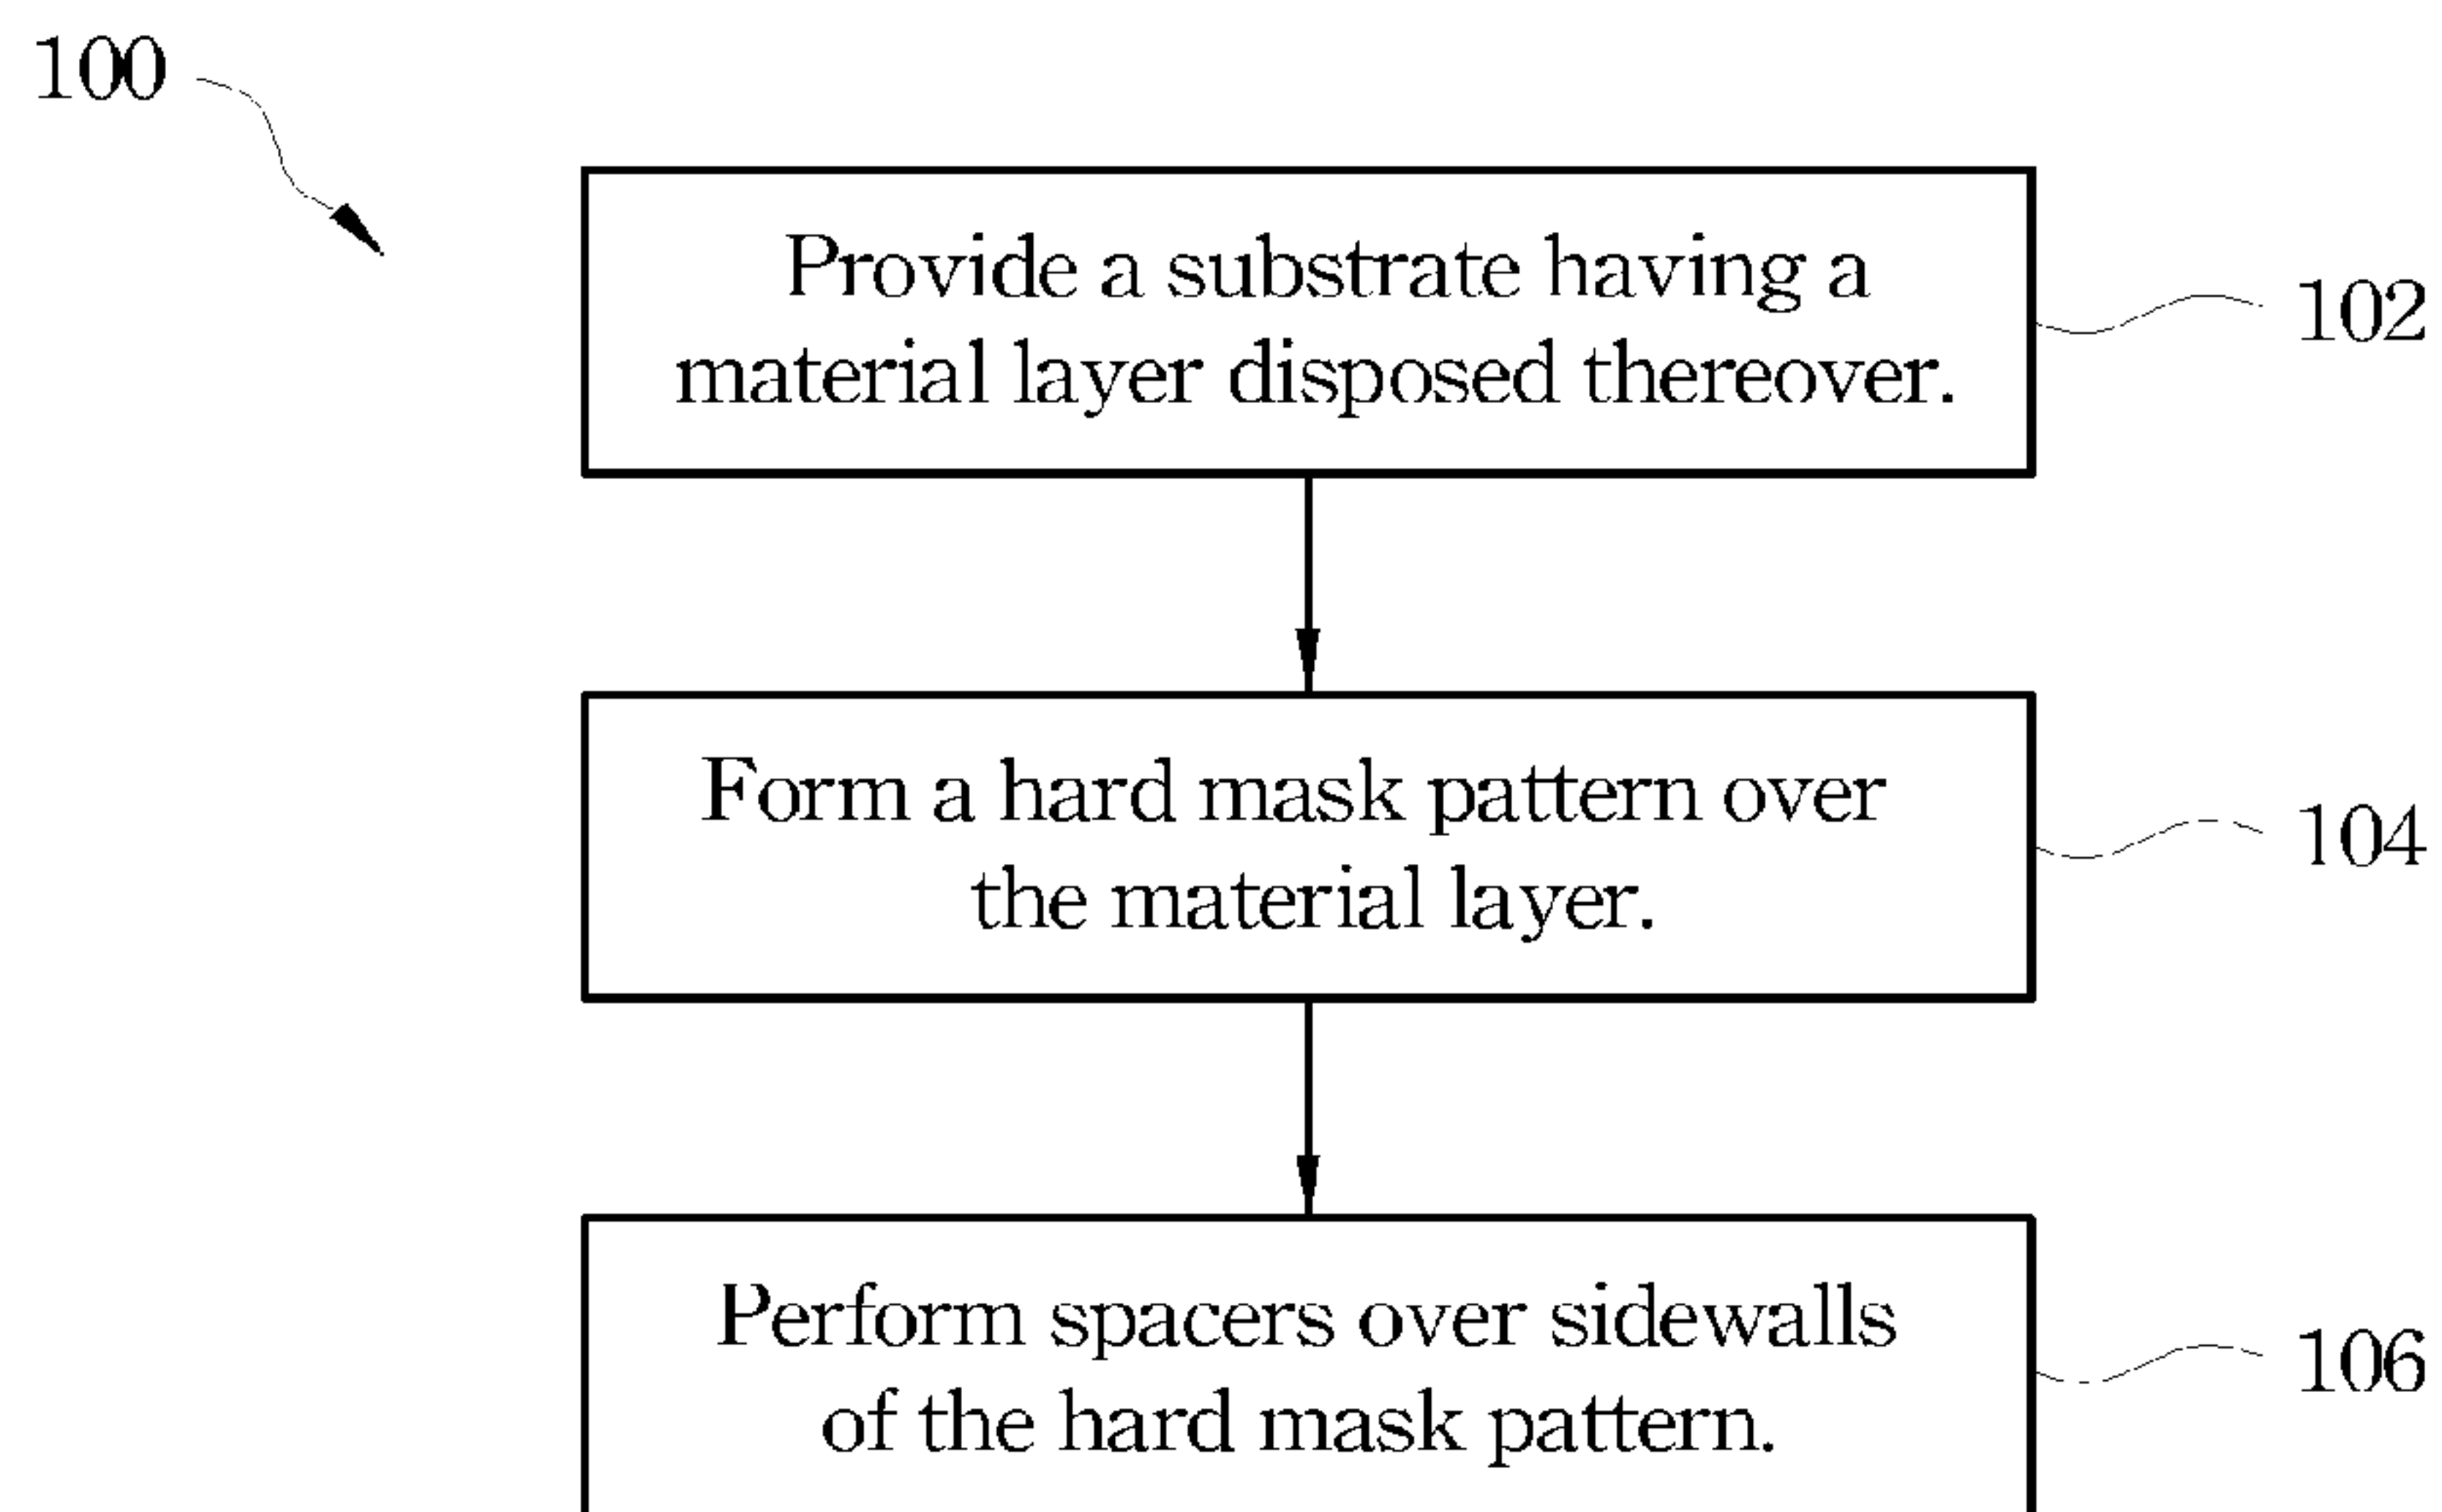 100
Provide a substrate having a
material layer disposed thereover.
102
Form a hard mask pattern over
the material layer.
104
Perform spacers over sidewalls
of the hard mask pattern.
106